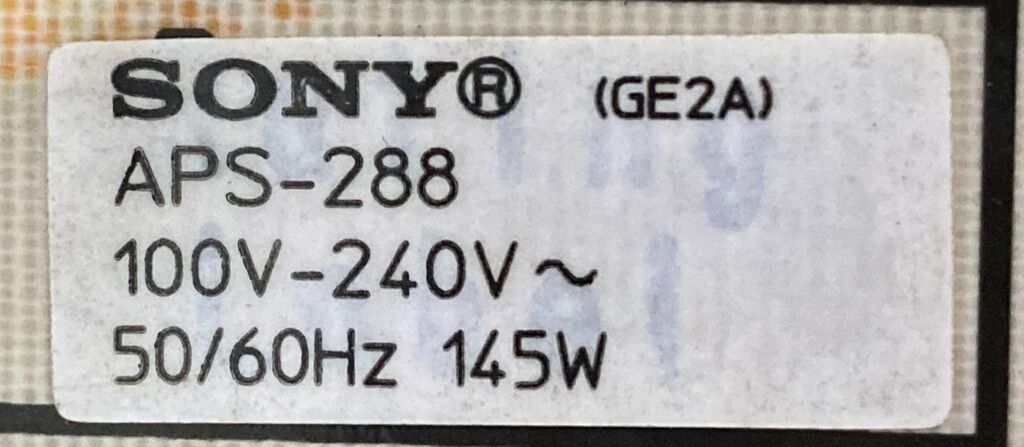 SONY® (GE2A)
APS-288
100V-240V~
50/60Hz 145W